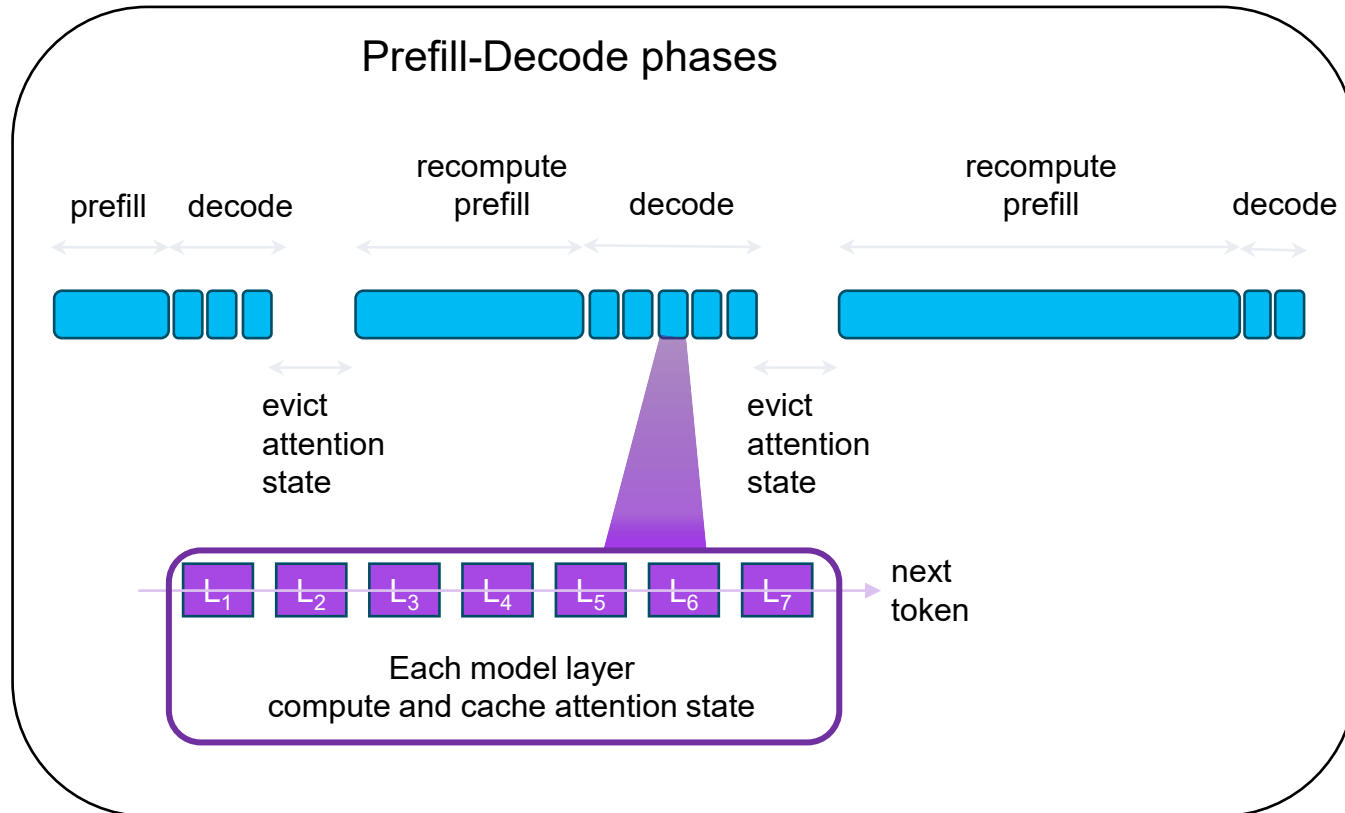 Prefill-Decode phases
prefill
decode
recompute
prefill
decode
recompute
prefill
decode
evict
attention
state
evict
attention
state
L1
L2
L3
L4
L5
L6
L7
next
token
Each model layer
compute and cache attention state